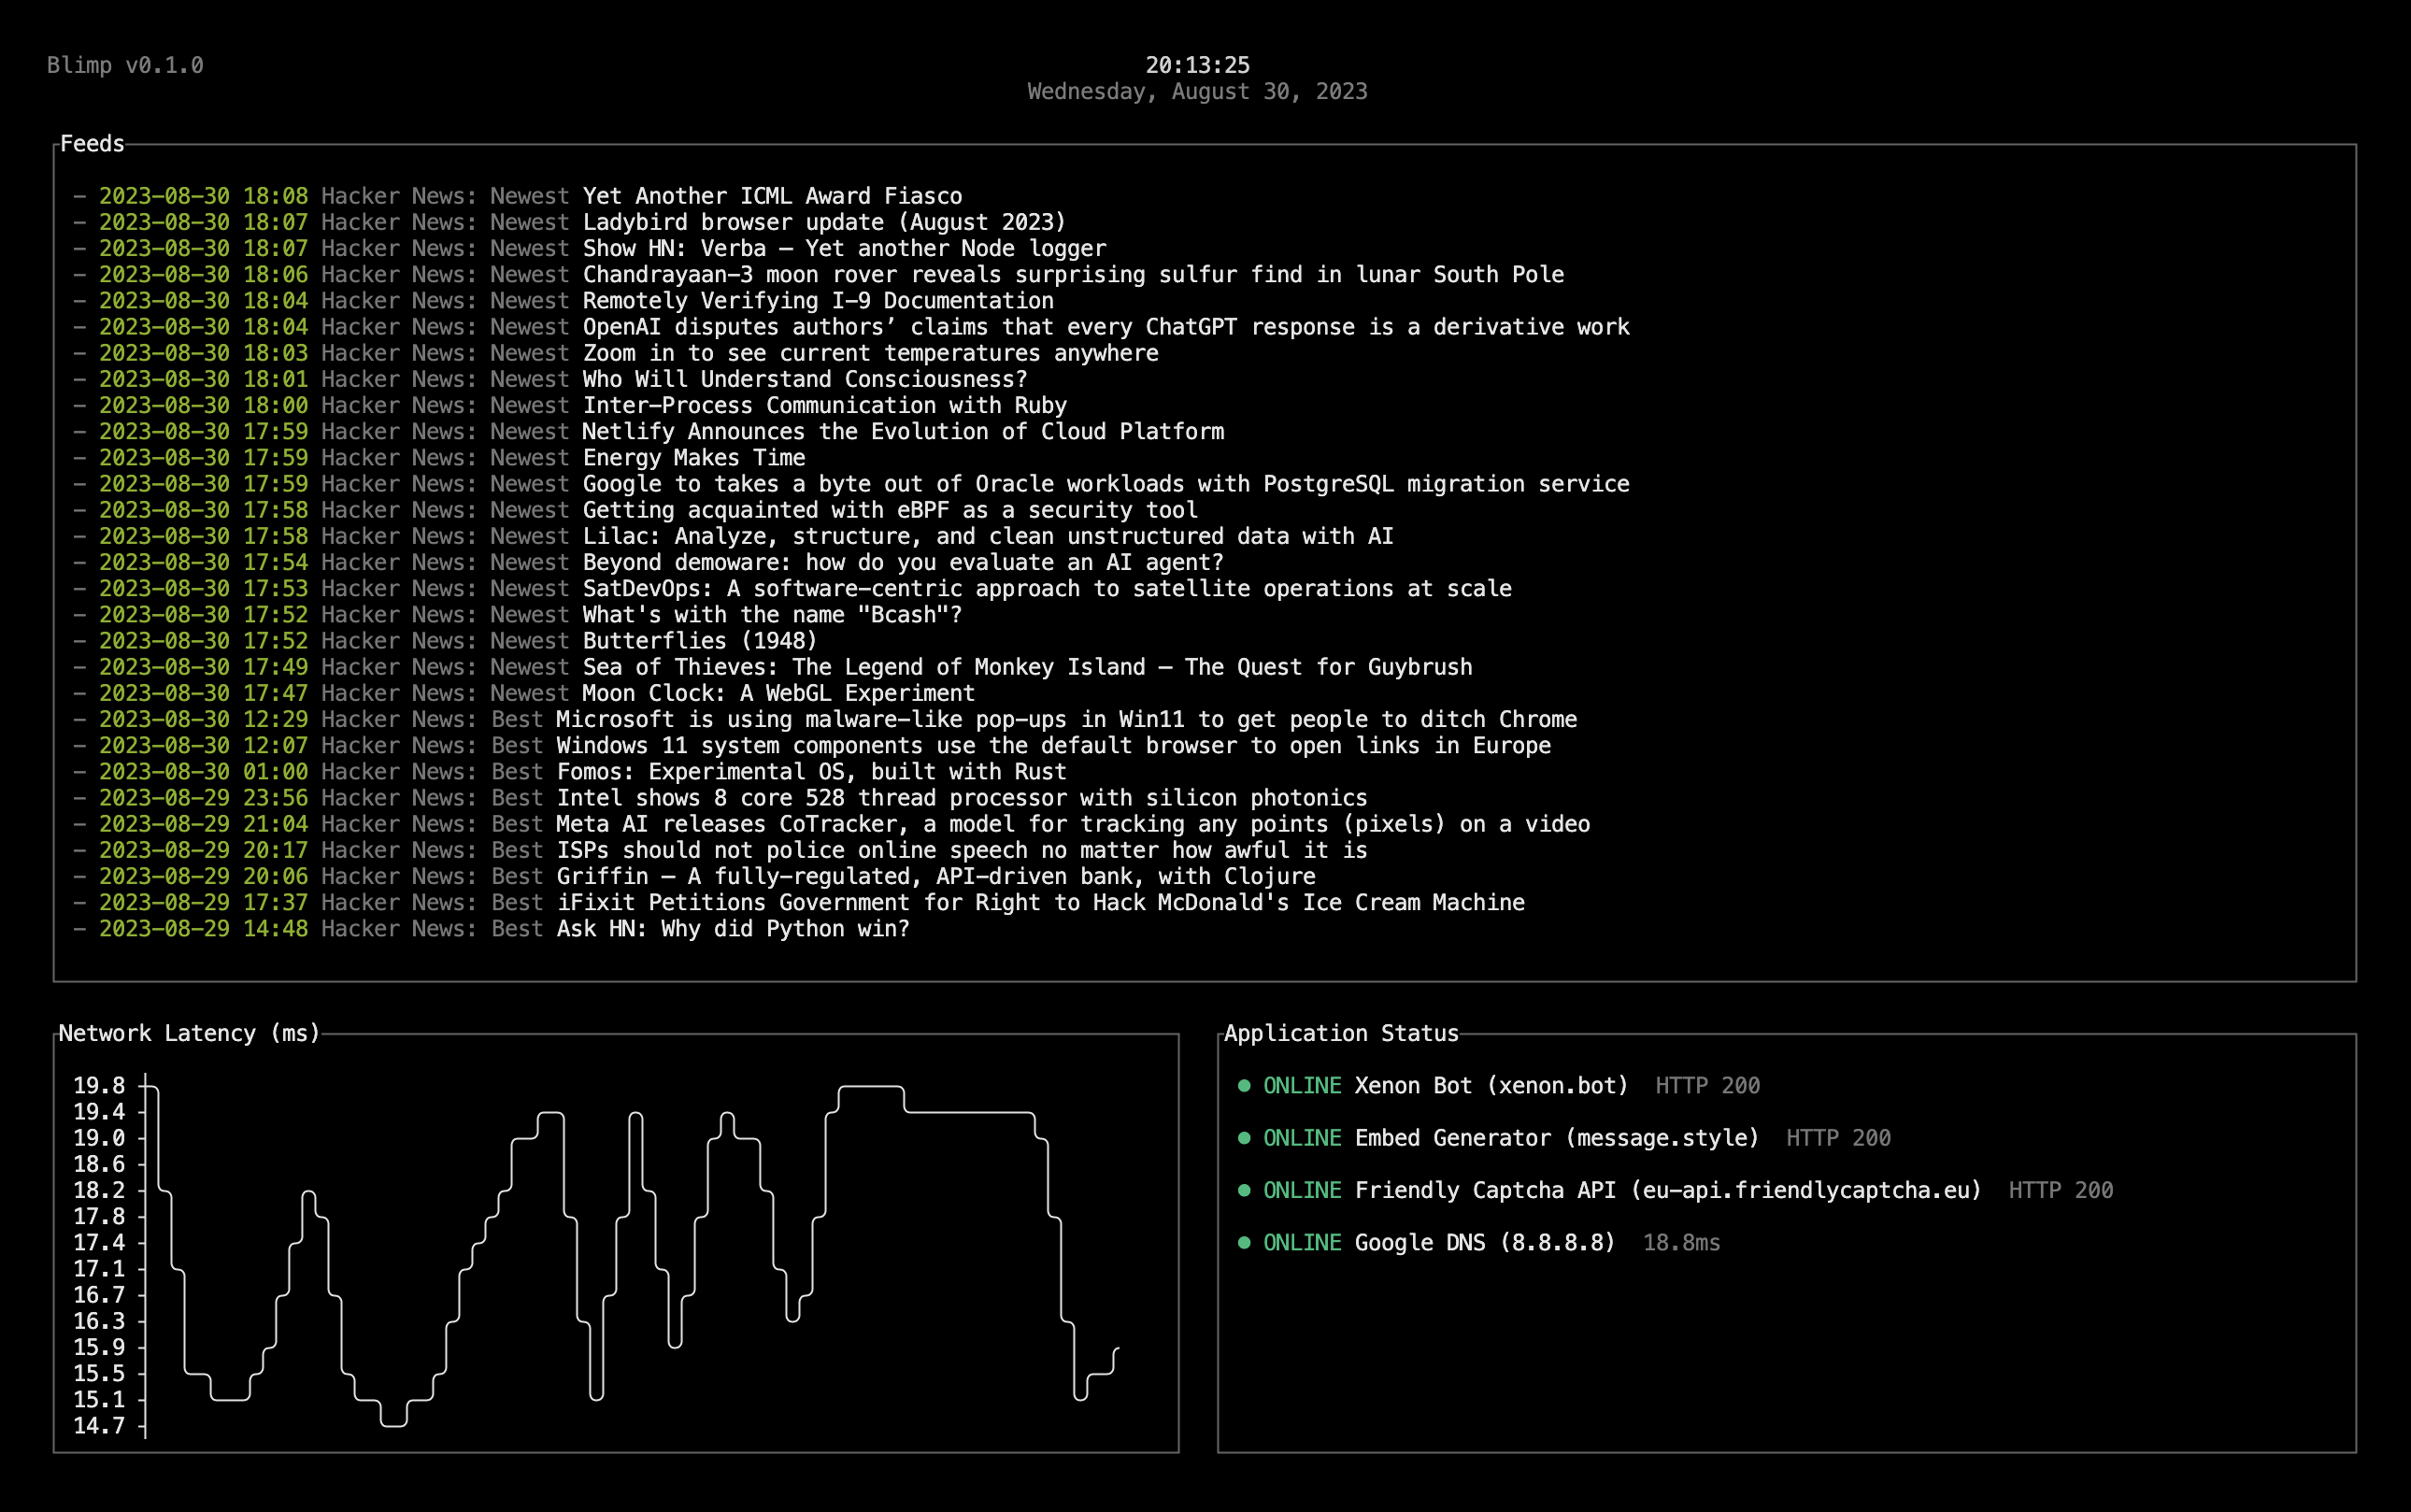 Blimp v0.1.0
20:13:25
Wednesday, August 30, 2023
Feeds
– 2023-08-30 18:08 Hacker News: Newest Yet Another ICML Award Fiasco
– 2023-08-30 18:07 Hacker News: Newest Ladybird browser update (August 2023)
– 2023-08-30 18:07 Hacker News: Newest Show HN: Verba – Yet another Node logger
– 2023-08-30 18:06 Hacker News: Newest Chandrayaan-3 moon rover reveals surprising sulfur find in lunar South Pole
– 2023-08-30 18:04 Hacker News: Newest Remotely Verifying I-9 Documentation
– 2023-08-30 18:04 Hacker News: Newest OpenAI disputes authors’ claims that every ChatGPT response is a derivative work
– 2023-08-30 18:03 Hacker News: Newest Zoom in to see current temperatures anywhere
– 2023-08-30 18:01 Hacker News: Newest Who Will Understand Consciousness?
– 2023-08-30 18:00 Hacker News: Newest Inter-Process Communication with Ruby
– 2023-08-30 17:59 Hacker News: Newest Netlify Announces the Evolution of Cloud Platform
– 2023-08-30 17:59 Hacker News: Newest Energy Makes Time
– 2023-08-30 17:59 Hacker News: Newest Google to takes a byte out of Oracle workloads with PostgreSQL migration service
– 2023-08-30 17:58 Hacker News: Newest Getting acquainted with eBPF as a security tool
– 2023-08-30 17:58 Hacker News: Newest Lilac: Analyze, structure, and clean unstructured data with AI
– 2023-08-30 17:54 Hacker News: Newest Beyond demoware: how do you evaluate an AI agent?
– 2023-08-30 17:53 Hacker News: Newest SatDevOps: A software-centric approach to satellite operations at scale
– 2023-08-30 17:52 Hacker News: Newest What's with the name "Bcash"?
– 2023-08-30 17:52 Hacker News: Newest Butterflies (1948)
– 2023-08-30 17:49 Hacker News: Newest Sea of Thieves: The Legend of Monkey Island – The Quest for Guybrush
– 2023-08-30 17:47 Hacker News: Newest Moon Clock: A WebGL Experiment
– 2023-08-30 12:29 Hacker News: Best Microsoft is using malware-like pop-ups in Win11 to get people to ditch Chrome
– 2023-08-30 12:07 Hacker News: Best Windows 11 system components use the default browser to open links in Europe
– 2023-08-30 01:00 Hacker News: Best Fomos: Experimental OS, built with Rust
– 2023-08-29 23:56 Hacker News: Best Intel shows 8 core 528 thread processor with silicon photonics
– 2023-08-29 21:04 Hacker News: Best Meta AI releases CoTracker, a model for tracking any points (pixels) on a video
– 2023-08-29 20:17 Hacker News: Best ISPs should not police online speech no matter how awful it is
– 2023-08-29 20:06 Hacker News: Best Griffin – A fully-regulated, API-driven bank, with Clojure
– 2023-08-29 17:37 Hacker News: Best iFixit Petitions Government for Right to Hack McDonald's Ice Cream Machine
– 2023-08-29 14:48 Hacker News: Best Ask HN: Why did Python win?
Network Latency (ms)
19.8
19.4
19.0
18.6
18.2
17.8
17.4
17.1
16.7
16.3
15.9
15.5
15.1
14.7
Application Status
● ONLINE Xenon Bot (xenon.bot) HTTP 200
● ONLINE Embed Generator (message.style) HTTP 200
● ONLINE Friendly Captcha API (eu-api.friendlycaptcha.eu) HTTP 200
● ONLINE Google DNS (8.8.8.8) 18.8ms